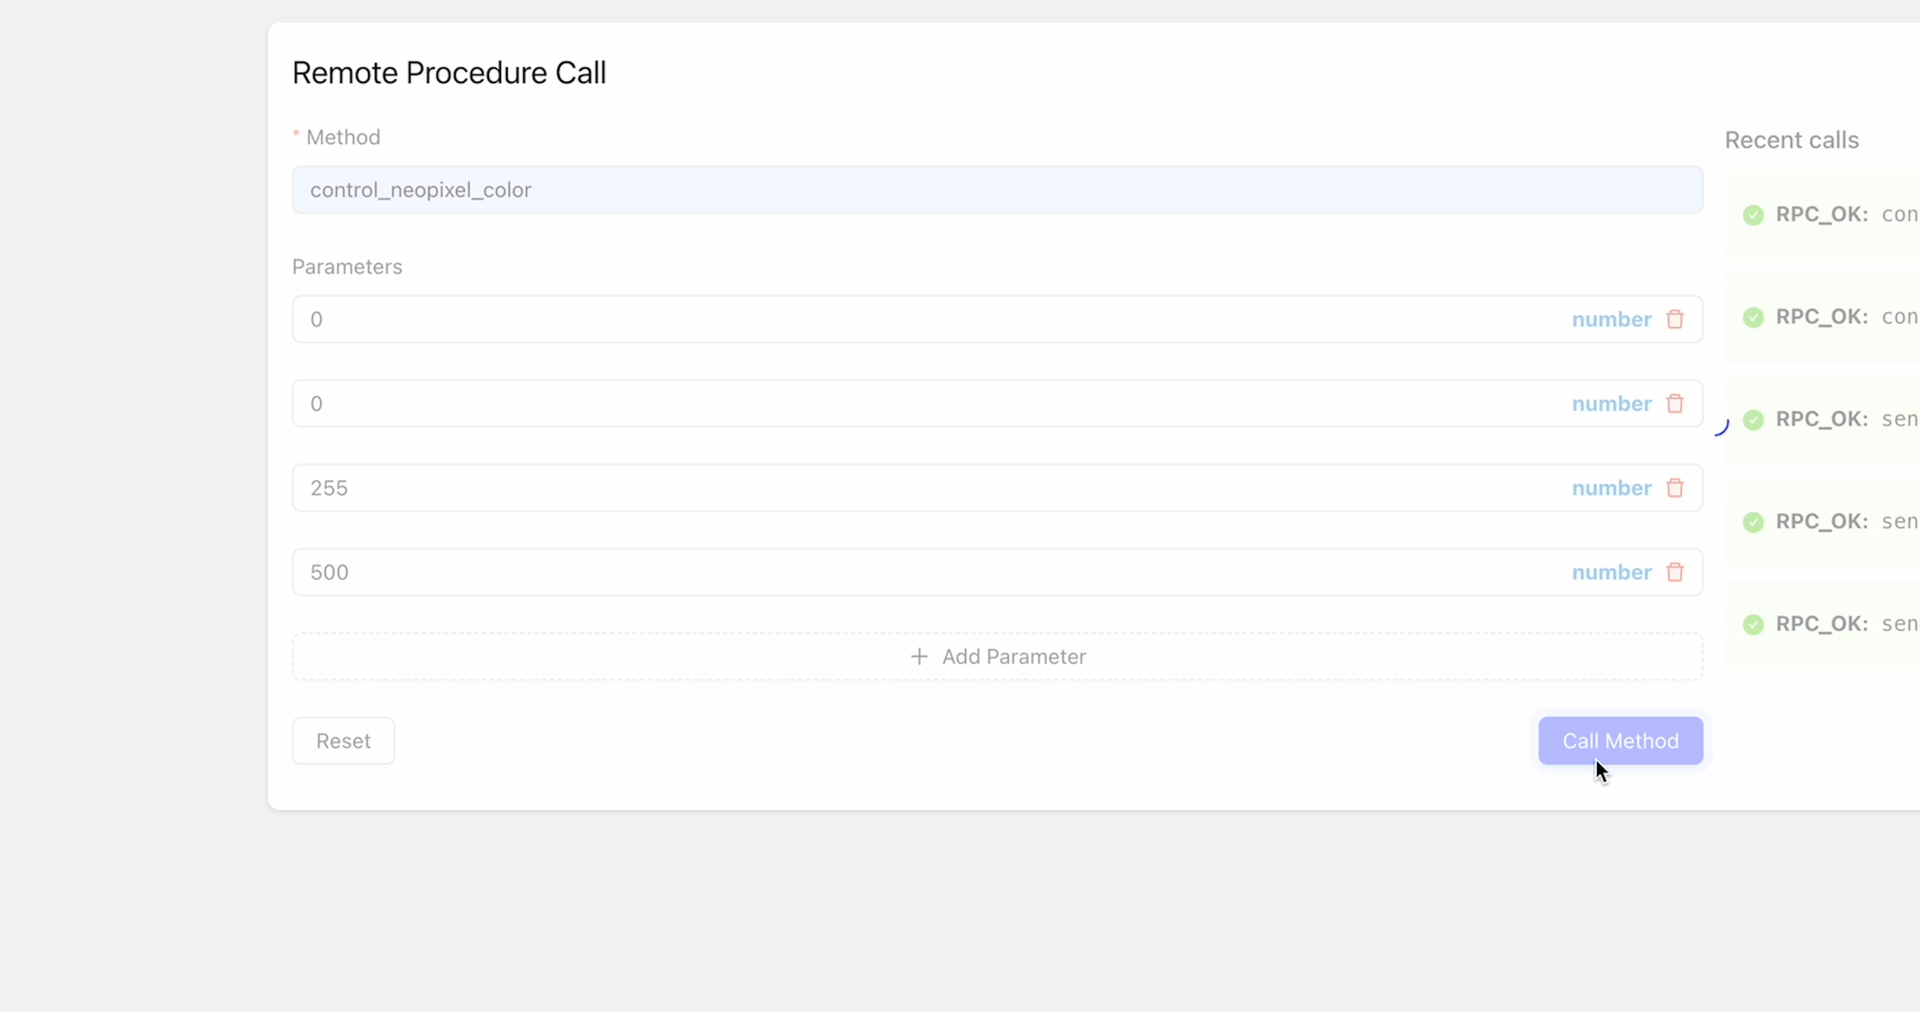 Remote Procedure Call
* Method
control_neopixel_color
Parameters
0 number
0 number
255 number
500 number
+ Add Parameter
Reset
Call Method
Recent calls
RPC_OK: con
RPC_OK: con
RPC_OK: sen
RPC_OK: sen
RPC_OK: sen